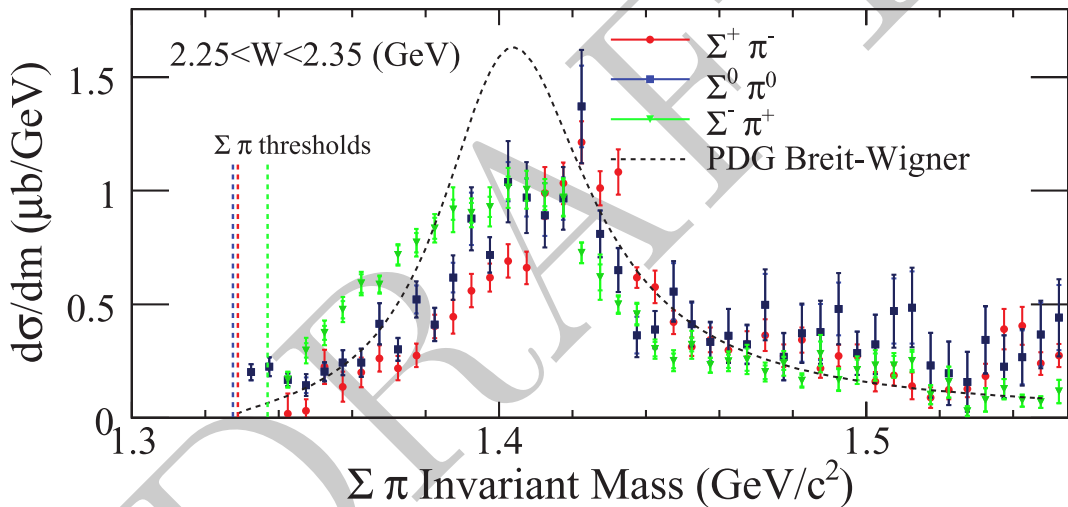 2.25<W<2.35 (GeV)
Σ⁺ π⁻
Σ⁰ π⁰
Σ⁻ π⁺
PDG Breit-Wigner
Σ π thresholds
dσ/dm (μb/GeV)
1.5
1
0.5
0
1.3
1.4
1.5
Σ π Invariant Mass (GeV/c²)
DRAFT